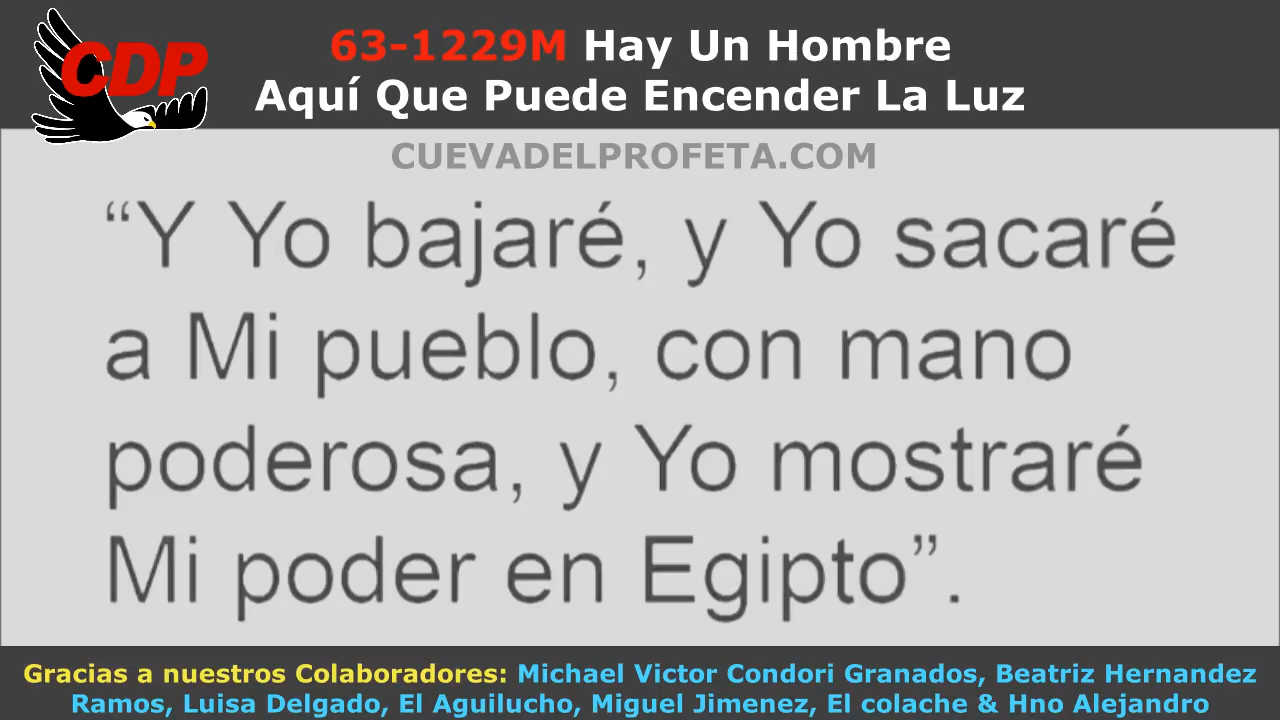 CDP
63-1229M Hay Un Hombre
Aquí Que Puede Encender La Luz
CUEVADELPROFETA.COM
“Y Yo bajaré, y Yo sacaré
a Mi pueblo, con mano
poderosa, y Yo mostraré
Mi poder en Egipto”.
Gracias a nuestros Colaboradores: Michael Victor Condori Granados, Beatriz Hernandez
Ramos, Luisa Delgado, El Aguilucho, Miguel Jimenez, El colache & Hno Alejandro